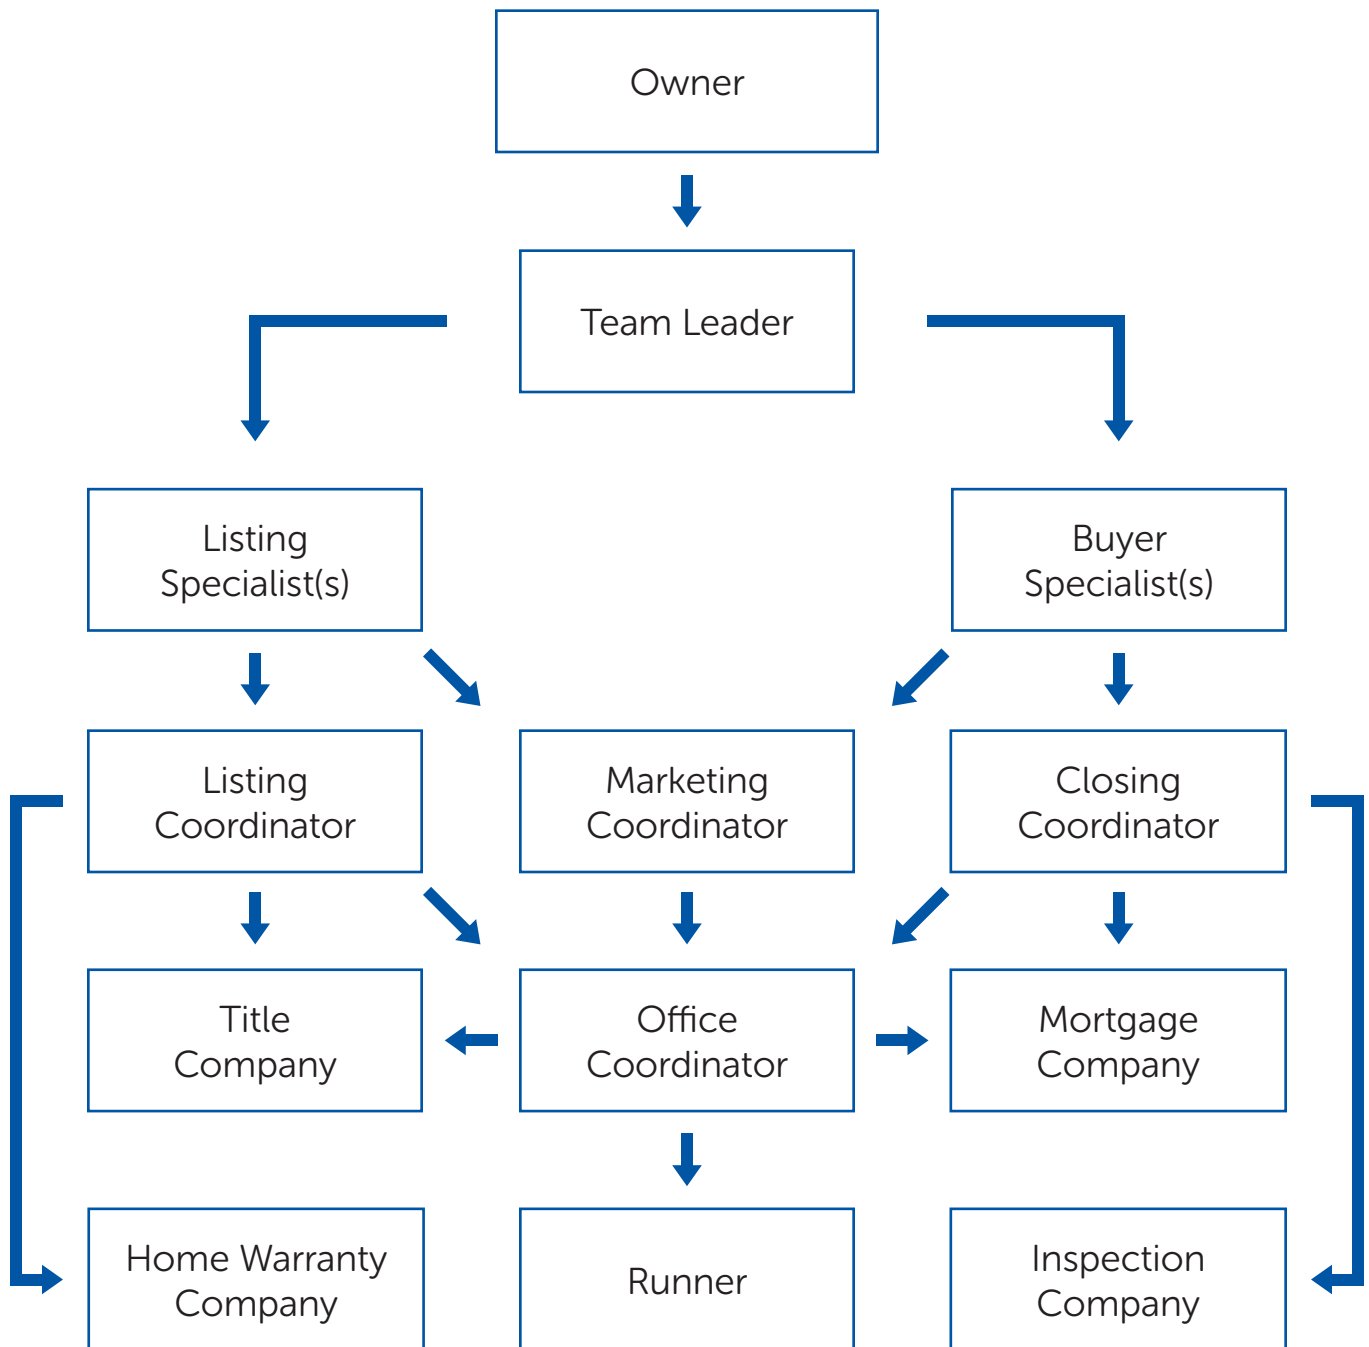 Owner
Team Leader
Listing
Specialist(s)
Buyer
Specialist(s)
Listing
Coordinator
Marketing
Coordinator
Closing
Coordinator
Title
Company
Office
Coordinator
Mortgage
Company
Home Warranty
Company
Runner
Inspection
Company